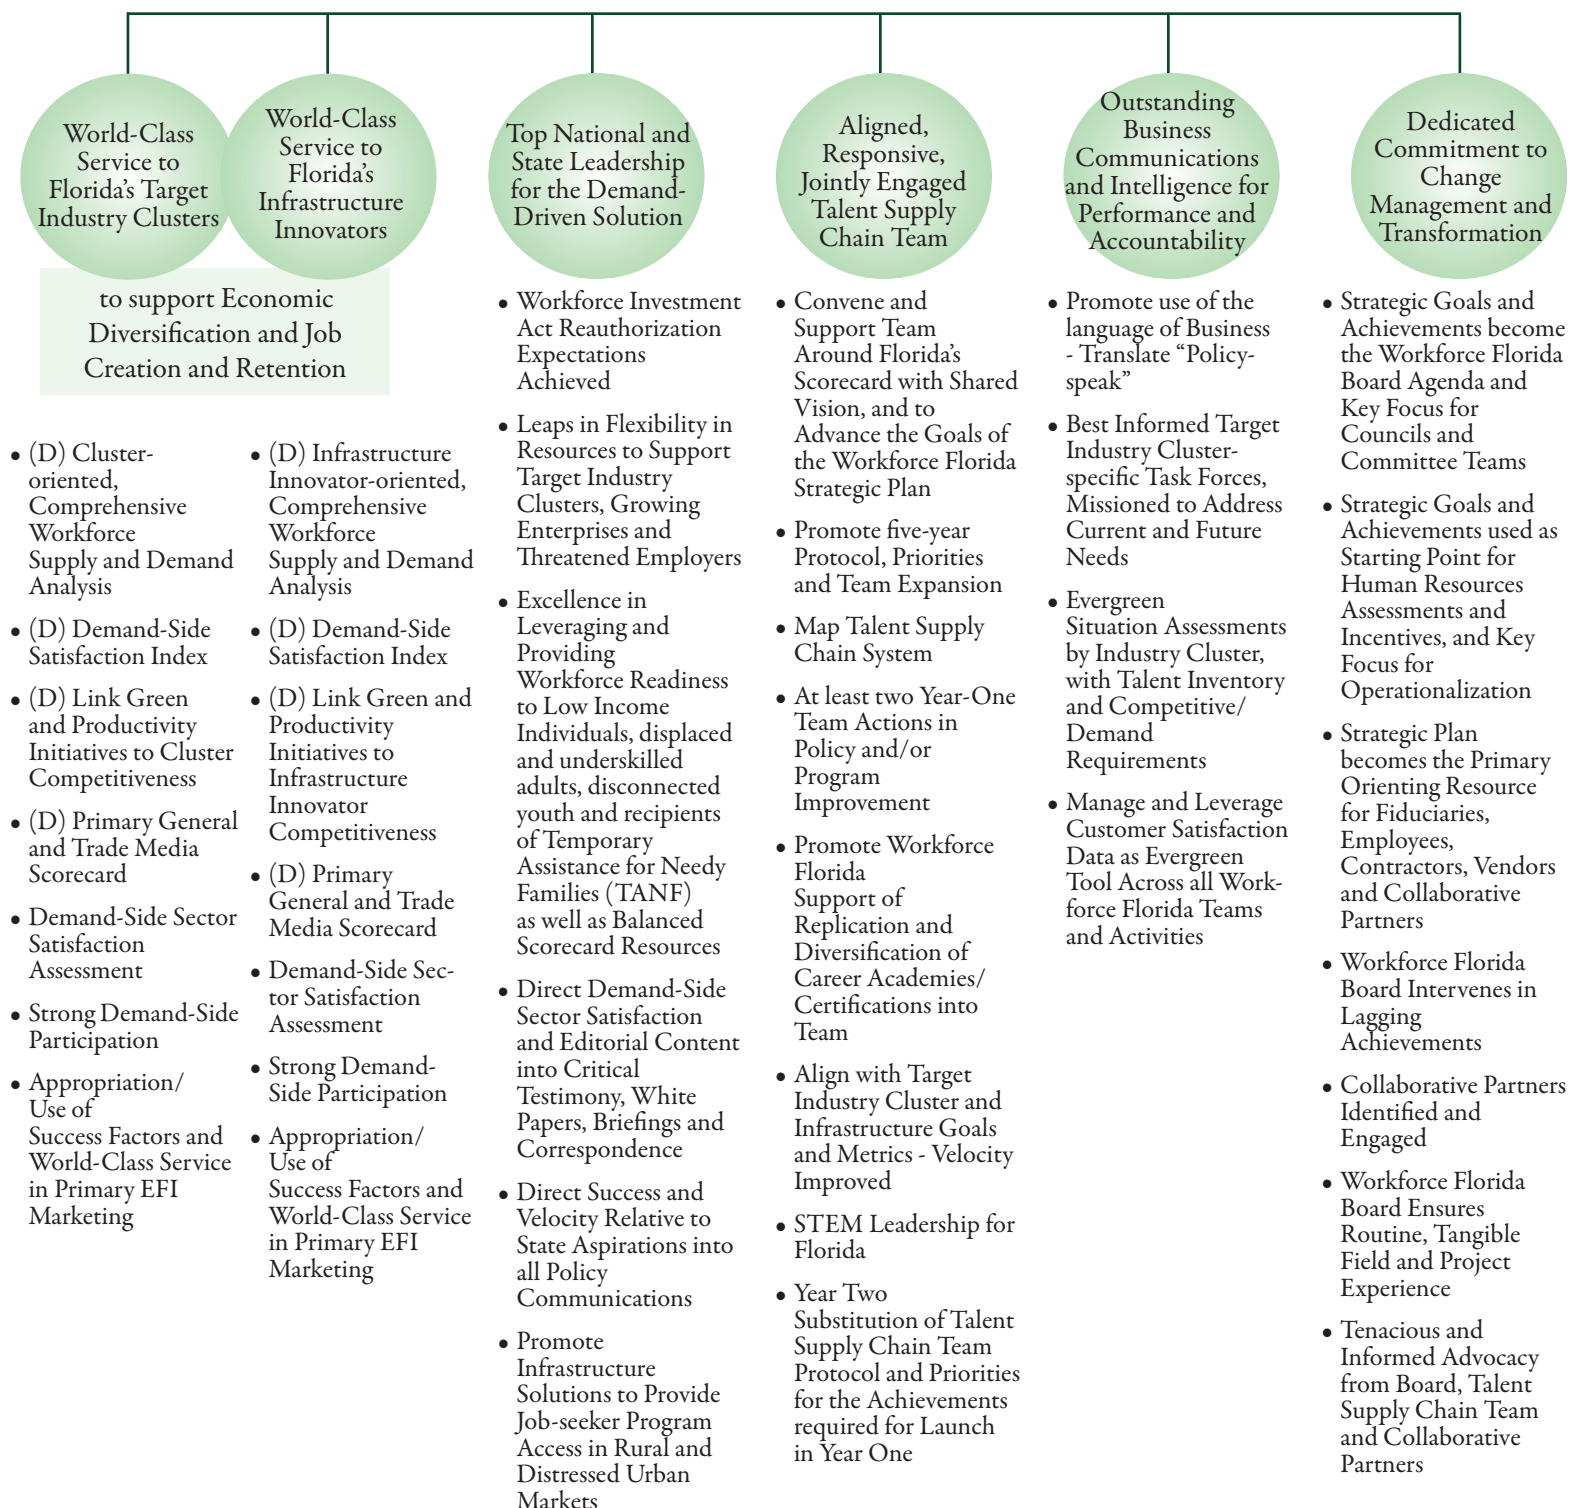 World-Class
Service to
Florida's Target
Industry Clusters
World-Class
Service to
Florida's
Infrastructure
Innovators
to support Economic
Diversification and Job
Creation and Retention
• (D) Cluster-
oriented,
Comprehensive
Workforce
Supply and Demand
Analysis
• (D) Demand-Side
Satisfaction Index
• (D) Link Green
and Productivity
Initiatives to Cluster
Competitiveness
• (D) Primary General
and Trade Media
Scorecard
• Demand-Side Sector
Satisfaction
Assessment
• Strong Demand-Side
Participation
• Appropriation/
Use of
Success Factors and
World-Class Service
in Primary EFI
Marketing
• (D) Infrastructure
Innovator-oriented,
Comprehensive
Workforce
Supply and Demand
Analysis
• (D) Demand-Side
Satisfaction Index
• (D) Link Green and
Productivity
Initiatives to
Infrastructure
Innovator
Competitiveness
• (D) Primary
General and Trade
Media Scorecard
• Demand-Side Sec-
tor Satisfaction
Assessment
• Strong Demand-
Side Participation
• Appropriation/
Use of
Success Factors and
World-Class Service
in Primary EFI
Marketing
Top National and
State Leadership
for the Demand-
Driven Solution
• Workforce Investment
Act Reauthorization
Expectations
Achieved
• Leaps in Flexibility in
Resources to Support
Target Industry
Clusters, Growing
Enterprises and
Threatened Employers
• Excellence in
Leveraging and
Providing
Workforce Readiness
to Low Income
Individuals, displaced
and underskilled
adults, disconnected
youth and recipients
of Temporary
Assistance for Needy
Families (TANF)
as well as Balanced
Scorecard Resources
• Direct Demand-Side
Sector Satisfaction
and Editorial Content
into Critical
Testimony, White
Papers, Briefings and
Correspondence
• Direct Success and
Velocity Relative to
State Aspirations into
all Policy
Communications
• Promote
Infrastructure
Solutions to Provide
Job-seeker Program
Access in Rural and
Distressed Urban
Markets
Aligned,
Responsive,
Jointly Engaged
Talent Supply
Chain Team
• Convene and
Support Team
Around Florida's
Scorecard with Shared
Vision, and to
Advance the Goals of
the Workforce Florida
Strategic Plan
• Promote five-year
Protocol, Priorities
and Team Expansion
• Map Talent Supply
Chain System
• At least two Year-One
Team Actions in
Policy and/or
Program
Improvement
• Promote Workforce
Florida
Support of
Replication and
Diversification of
Career Academies/
Certifications into
Team
• Align with Target
Industry Cluster and
Infrastructure Goals
and Metrics - Velocity
Improved
• STEM Leadership for
Florida
• Year Two
Substitution of Talent
Supply Chain Team
Protocol and Priorities
for the Achievements
required for Launch
in Year One
Outstanding
Business
Communications
and Intelligence for
Performance and
Accountability
• Promote use of the
language of Business
- Translate “Policy-
speak”
• Best Informed Target
Industry Cluster-
specific Task Forces,
Missioned to Address
Current and Future
Needs
• Evergreen
Situation Assessments
by Industry Cluster,
with Talent Inventory
and Competitive/
Demand
Requirements
• Manage and Leverage
Customer Satisfaction
Data as Evergreen
Tool Across all Work-
force Florida Teams
and Activities
Dedicated
Commitment to
Change
Management and
Transformation
• Strategic Goals and
Achievements become
the Workforce Florida
Board Agenda and
Key Focus for
Councils and
Committee Teams
• Strategic Goals and
Achievements used as
Starting Point for
Human Resources
Assessments and
Incentives, and Key
Focus for
Operationalization
• Strategic Plan
becomes the Primary
Orienting Resource
for Fiduciaries,
Employees,
Contractors, Vendors
and Collaborative
Partners
• Workforce Florida
Board Intervenes in
Lagging
Achievements
• Collaborative Partners
Identified and
Engaged
• Workforce Florida
Board Ensures
Routine, Tangible
Field and Project
Experience
• Tenacious and
Informed Advocacy
from Board, Talent
Supply Chain Team
and Collaborative
Partners